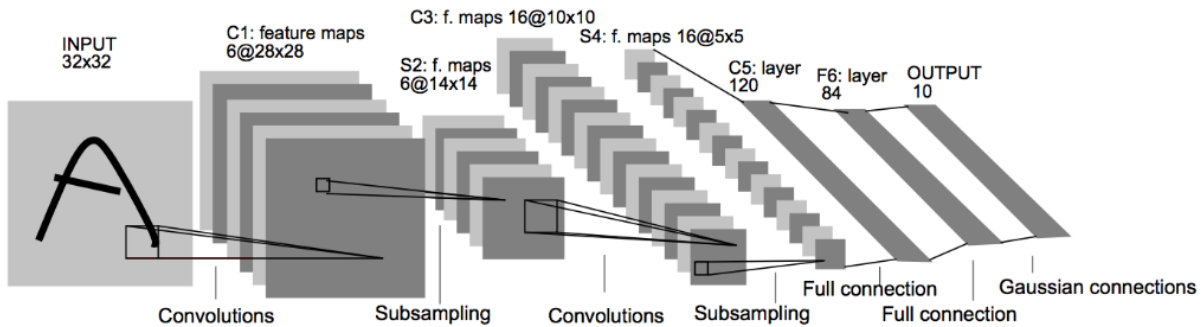 INPUT
32x32
C1: feature maps
6@28x28
S2: f. maps
6@14x14
C3: f. maps 16@10x10
S4: f. maps 16@5x5
C5: layer
120
F6: layer
84
OUTPUT
10
Convolutions
Subsampling
Convolutions
Subsampling
Full connection
Full connection
Gaussian connections